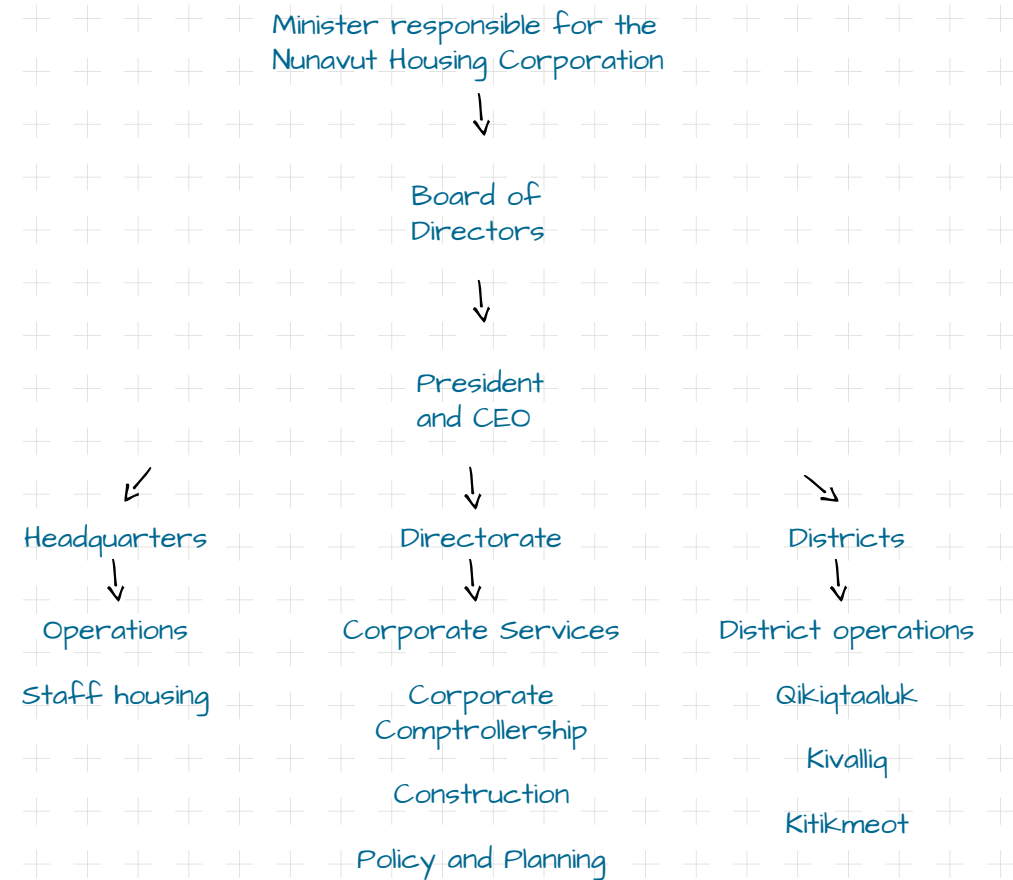 Minister responsible for the
Nunavut Housing Corporation
Board of
Directors
President
and CEO
Headquarters
Directorate
Districts
Operations
Corporate Services
District operations
Staff housing
Corporate
Comptrollership
Qikiqtaaluk
Kivalliq
Construction
Kitikmeot
Policy and Planning